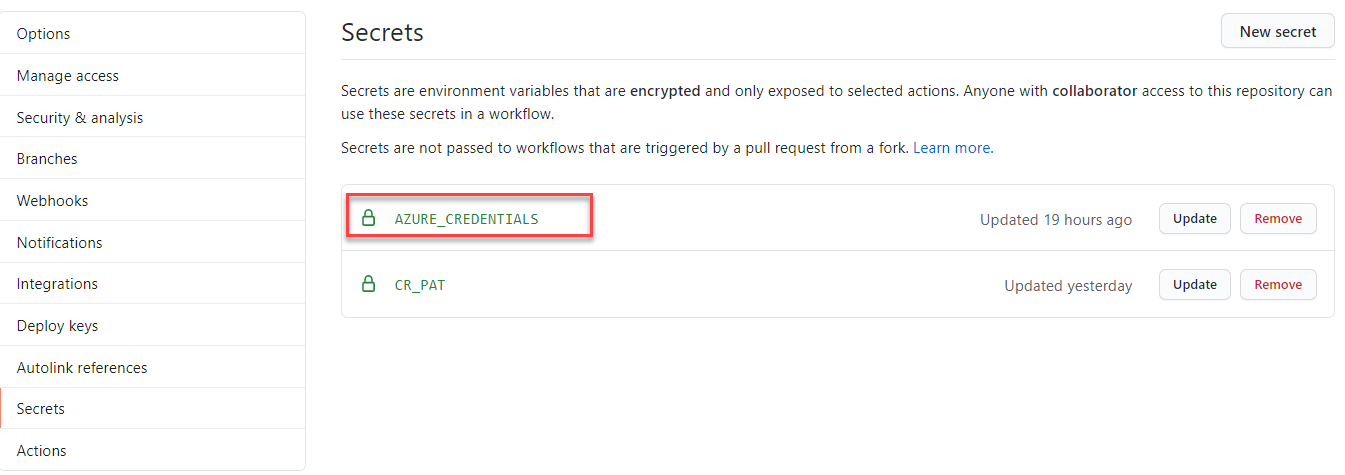 Options
Manage access
Security & analysis
Branches
Webhooks
Notifications
Integrations
Deploy keys
Autolink references
Secrets
Actions
Secrets
New secret
Secrets are environment variables that are encrypted and only exposed to selected actions. Anyone with collaborator access to this repository can
use these secrets in a workflow.
Secrets are not passed to workflows that are triggered by a pull request from a fork. Learn more.
AZURE_CREDENTIALS Updated 19 hours ago Update Remove
CR_PAT Updated yesterday Update Remove